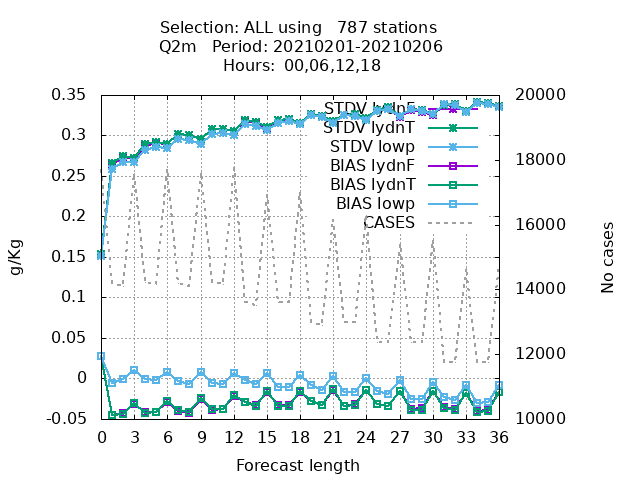 Selection: ALL using   787 stations
Q2m   Period: 20210201-20210206
Hours:  00,06,12,18
0.35
0.3
0.25
0.2
0.15
0.1
0.05
0
-0.05
g/Kg
STDV lydnF
STDV lydnT
STDV lowp
BIAS lydnF
BIAS lydnT
BIAS lowp
CASES
20000
18000
16000
14000
12000
10000
No cases
0 3 6 9 12 15 18 21 24 27 30 33 36
Forecast length